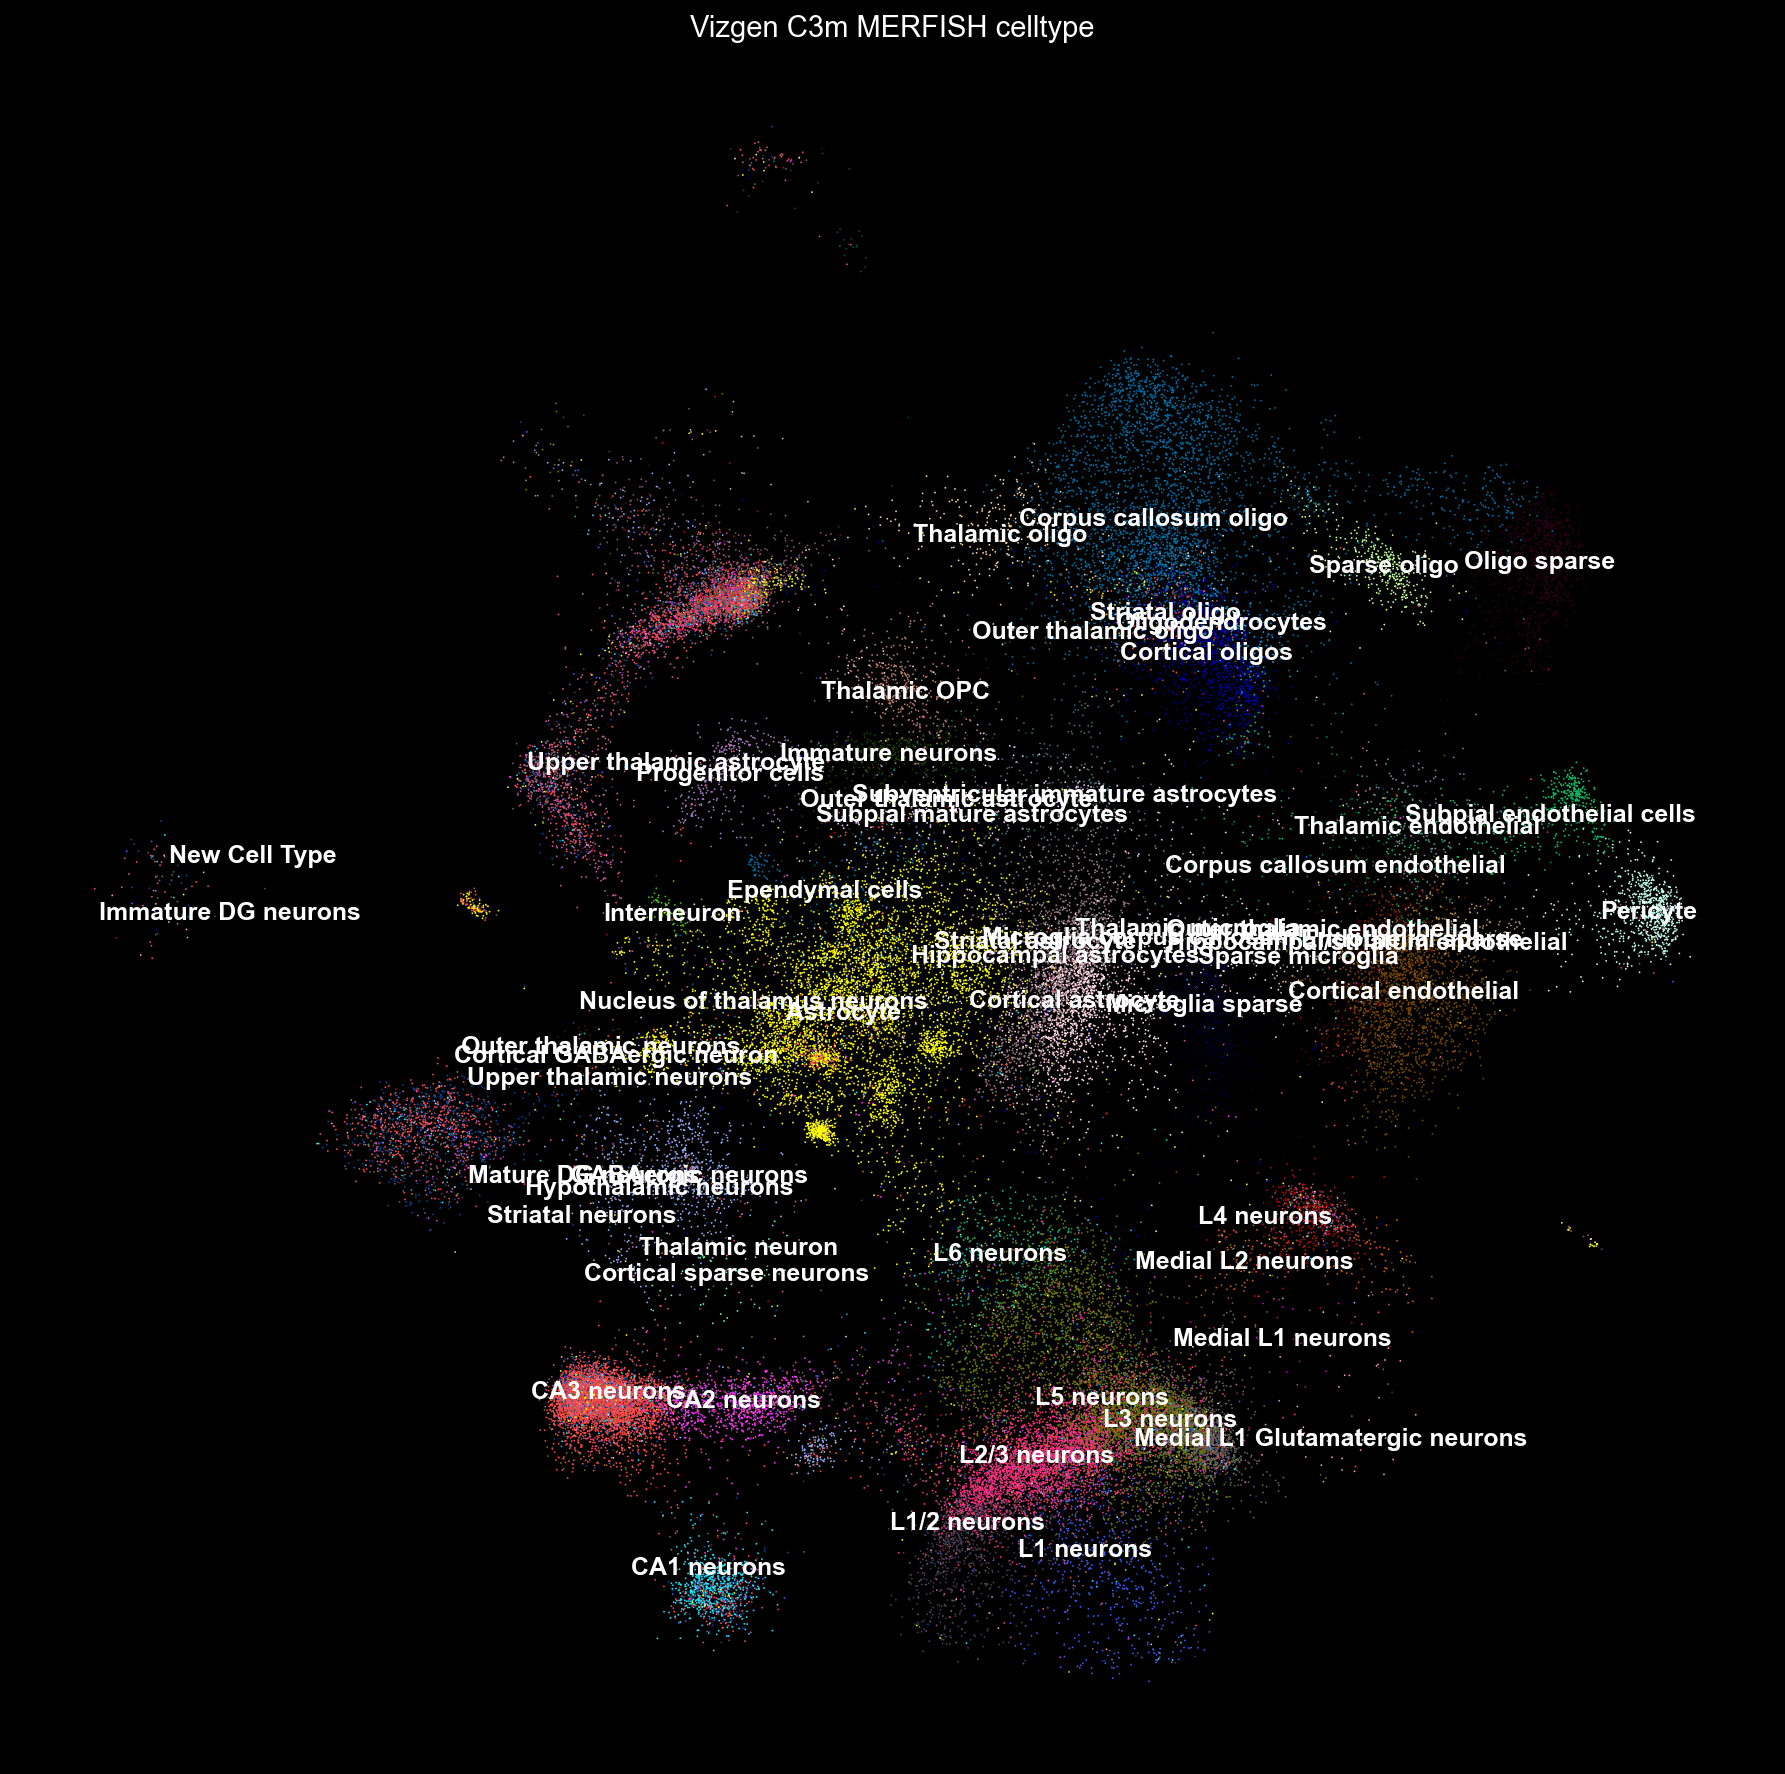 Vizgen C3m MERFISH celltype
Corpus callosum oligo
Thalamic oligo
Sparse oligo
Oligo sparse
Striatal oligo
Oligodendrocytes
Outer thalamic oligo
Cortical oligos
Thalamic OPC
Immature neurons
Upper thalamic astrocyte
Progenitor cells
Subventricular immature astrocytes
Outer thalamic astrocyte
Subpial mature astrocytes
Subpial endothelial cells
Thalamic endothelial
New Cell Type
Corpus callosum endothelial
Ependymal cells
Immature DG neurons
Interneuron
Pericyte
Outer thalamic endothelial
Striatal astrocyte
Hippocampal astrocytes
Sparse microglia
Cortical endothelial
Nucleus of thalamus neurons
Cortical astrocyte
Microglia sparse
Astrocyte
Outer thalamic neurons
Cortical GABAergic neuron
Upper thalamic neurons
Mature DG neurons
GABAergic neurons
Hypothalamic neurons
Striatal neurons
L4 neurons
Thalamic neuron
L6 neurons
Medial L2 neurons
Cortical sparse neurons
Medial L1 neurons
CA3 neurons
CA2 neurons
L5 neurons
L3 neurons
Medial L1 Glutamatergic neurons
L2/3 neurons
L1/2 neurons
L1 neurons
CA1 neurons